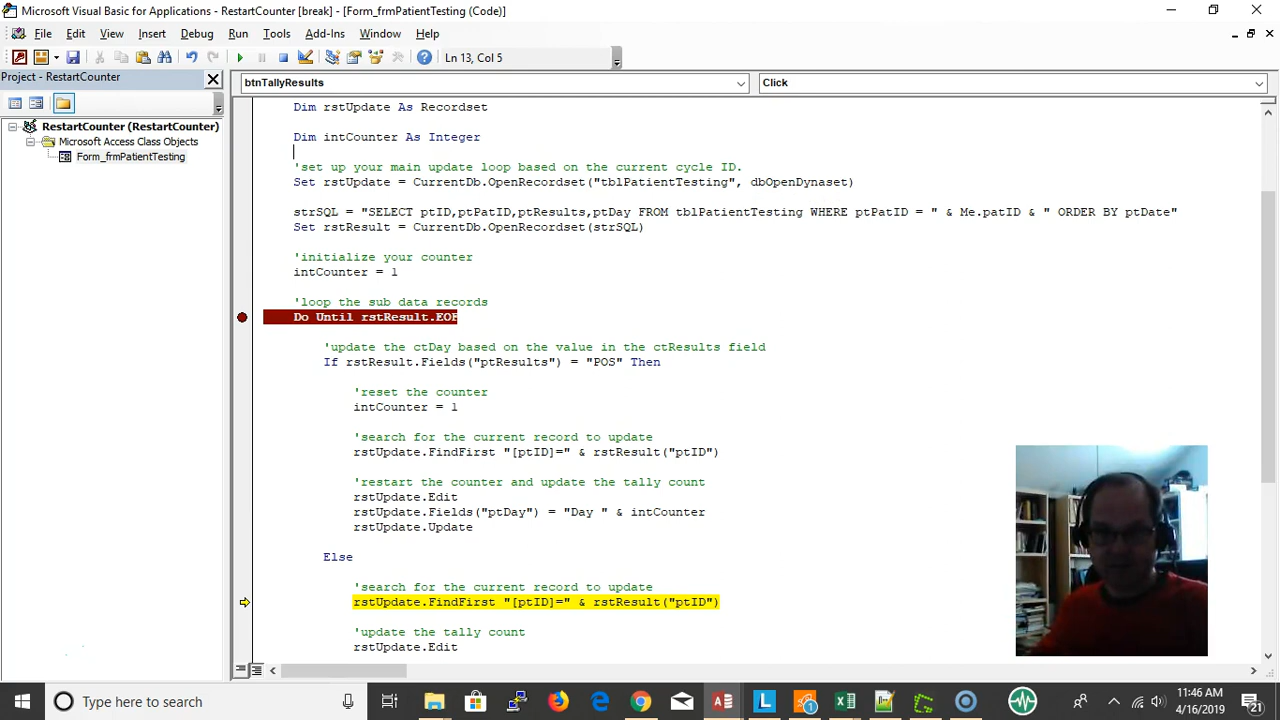 Microsoft Visual Basic for Applications - RestartCounter [break] - [Form_frmPatientTesting (Code)]
File Edit View Insert Format Debug Run Tools Add-Ins Window Help
Ln 13, Col 5
Project - RestartCounter
btnTallyResults
Click
RestartCounter (RestartCounter)
Microsoft Access Class Objects
Form_frmPatientTesting
Dim rstUpdate As Recordset
Dim intCounter As Integer
'set up your main update loop based on the current cycle ID.
Set rstUpdate = CurrentDb.OpenRecordset("tblPatientTesting", dbOpenDynaset)
strSQL = "SELECT ptID,ptPatID,ptResults,ptDay FROM tblPatientTesting WHERE ptPatID = " & Me.patID & " ORDER BY ptDate"
Set rstResult = CurrentDb.OpenRecordset(strSQL)
'initialize your counter
intCounter = 1
'loop the sub data records
Do Until rstResult.EOF
'update the ctDay based on the value in the ctResults field
If rstResult.Fields("ptResults") = "POS" Then
'reset the counter
intCounter = 1
'search for the current record to update
rstUpdate.FindFirst "[ptID]=" & rstResult("ptID")
'restart the counter and update the tally count
rstUpdate.Edit
rstUpdate.Fields("ptDay") = "Day " & intCounter
rstUpdate.Update
Else
'search for the current record to update
rstUpdate.FindFirst "[ptID]=" & rstResult("ptID")
'update the tally count
rstUpdate.Edit
Type here to search
11:46 AM
4/16/2019
21